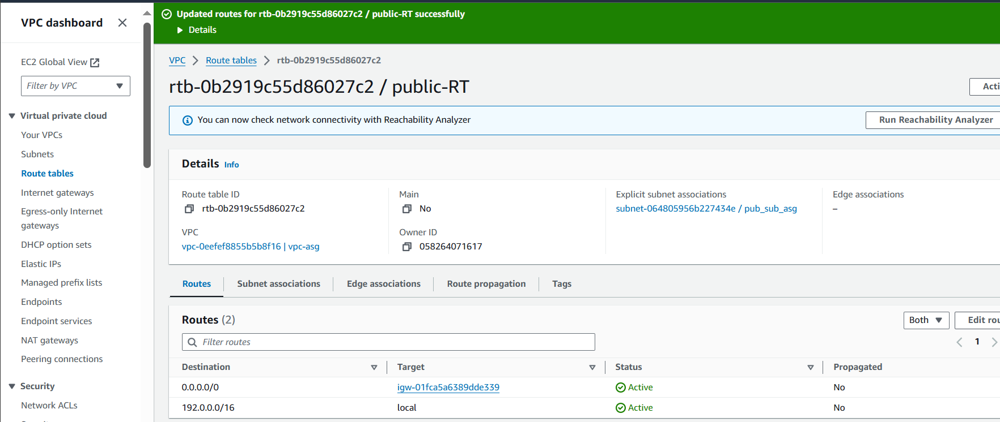 VPC dashboard
EC2 Global View
Filter by VPC
Virtual private cloud
Your VPCs
Subnets
Route tables
Internet gateways
Egress-only Internet
gateways
DHCP option sets
Elastic IPs
Managed prefix lists
Endpoints
Endpoint services
NAT gateways
Peering connections
Security
Network ACLs
Updated routes for rtb-0b2919c55d86027c2 / public-RT successfully
Details
VPC Route tables rtb-0b2919c55d86027c2
rtb-0b2919c55d86027c2 / public-RT
Acti
You can now check network connectivity with Reachability Analyzer
Run Reachability Analyzer
Details Info
Route table ID
rtb-0b2919c55d86027c2
VPC
vpc-0eefef8855b5b8f16 | vpc-asg
Main
No
Owner ID
058264071617
Explicit subnet associations
subnet-064805956b227434e / pub_sub_asg
Edge associations
–
Routes Subnet associations Edge associations Route propagation Tags
Routes (2)
Both
Edit rou
Filter routes
1
Destination Target Status Propagated
0.0.0.0/0 igw-01fca5a6389dde339 Active No
192.0.0.0/16 local Active No